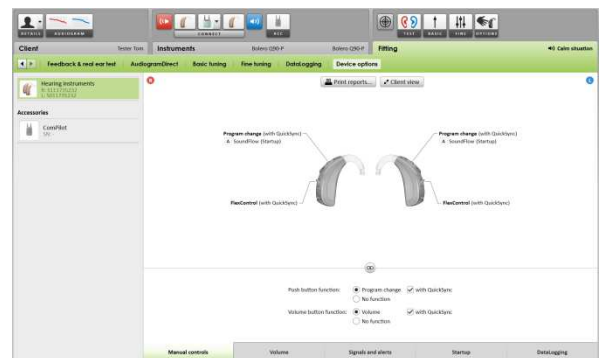 DETAILS AUDIOGRAM CONNECT ACC TEST BASIC FINE OPTIONS
Client Tester Tom Instruments Bolero Q90-P Bolero Q90-P Fitting Calm situation
Feedback & real ear test AudiogramDirect Basic tuning Fine tuning DataLogging Device options
Hearing instruments
Print reports... Client view
Accessories
ComPilot
SN: -
Program change (with QuickSync)
A SoundFlow (Startup)
Program change (with QuickSync)
A SoundFlow (Startup)
FlexControl (with QuickSync)
FlexControl (with QuickSync)
Push button function: Program change with QuickSync
No function
Volume button function: Volume with QuickSync
No function
Manual controls Volume Signals and alerts Startup DataLogging